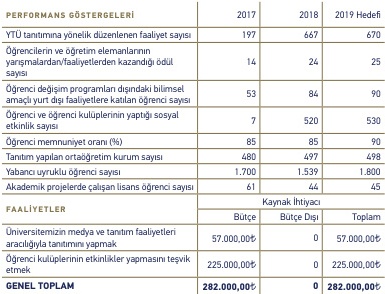 PERFORMANS GÖSTERGELERİ 2017 2018 2019 Hedefi
YTÜ tanıtımına yönelik düzenlenen faaliyet sayısı 197 667 670
Öğrencilerin ve öğretim elemanlarının
yarışmalardan/faaliyetlerden kazandığı ödül 14 24 25
sayısı
Öğrenci değişim programları dışındaki bilimsel
amaçlı yurt dışı faaliyetlere katılan öğrenci sayısı 53 84 90
Öğrenci ve öğrenci kulüplerinin yaptığı sosyal
etkinlik sayısı 7 520 530
Öğrenci memnuniyet oranı (%) 85 85 90
Tanıtım yapılan ortaöğretim kurum sayısı 480 497 498
Yabancı uyruklu öğrenci sayısı 1.700 1.539 1.800
Akademik projelerde çalışan lisans öğrenci sayısı 61 44 45
FAALİYETLER Kaynak İhtiyacı
Bütçe Bütçe Dışı Toplam
Üniversitemizin medya ve tanıtım faaliyetleri
aracılığıyla tanıtımını yapmak 57.000,00₺ 0 57.000,00₺
Öğrenci kulüplerinin etkinlikler yapmasını teşvik
etmek 225.000,00₺ 0 225.000,00₺
GENEL TOPLAM 282.000,00₺ 0 282.000,00₺